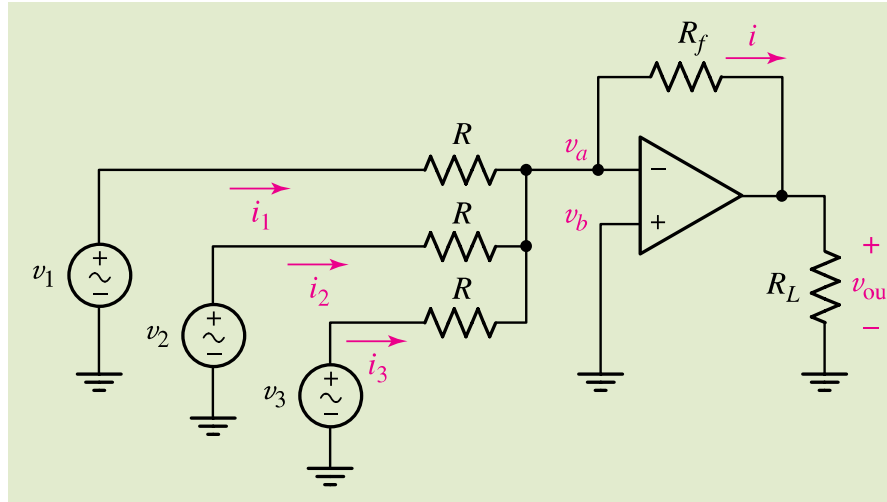 R_f
i
R
v_a
i_1
v_b
R
v_1
i_2
R
v_2
i_3
v_3
R_L
+
v_ou
−